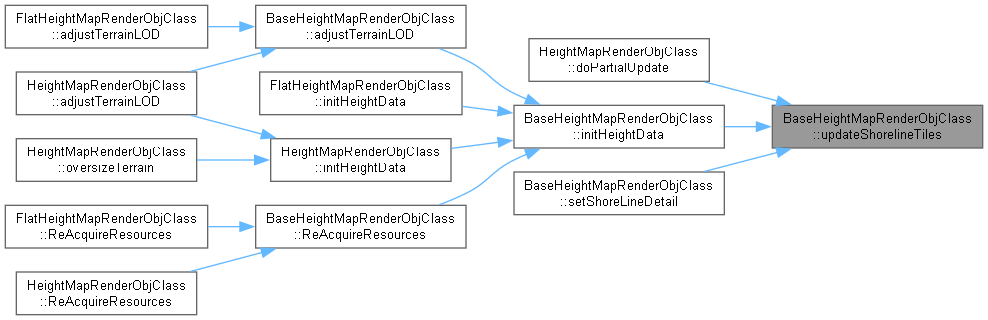 FlatHeightMapRenderObjClass
::adjustTerrainLOD
HeightMapRenderObjClass
::adjustTerrainLOD
HeightMapRenderObjClass
::oversizeTerrain
FlatHeightMapRenderObjClass
::ReAcquireResources
HeightMapRenderObjClass
::ReAcquireResources
BaseHeightMapRenderObjClass
::adjustTerrainLOD
FlatHeightMapRenderObjClass
::initHeightData
HeightMapRenderObjClass
::initHeightData
BaseHeightMapRenderObjClass
::ReAcquireResources
HeightMapRenderObjClass
::doPartialUpdate
BaseHeightMapRenderObjClass
::initHeightData
BaseHeightMapRenderObjClass
::setShoreLineDetail
BaseHeightMapRenderObjClass
::updateShorelineTiles